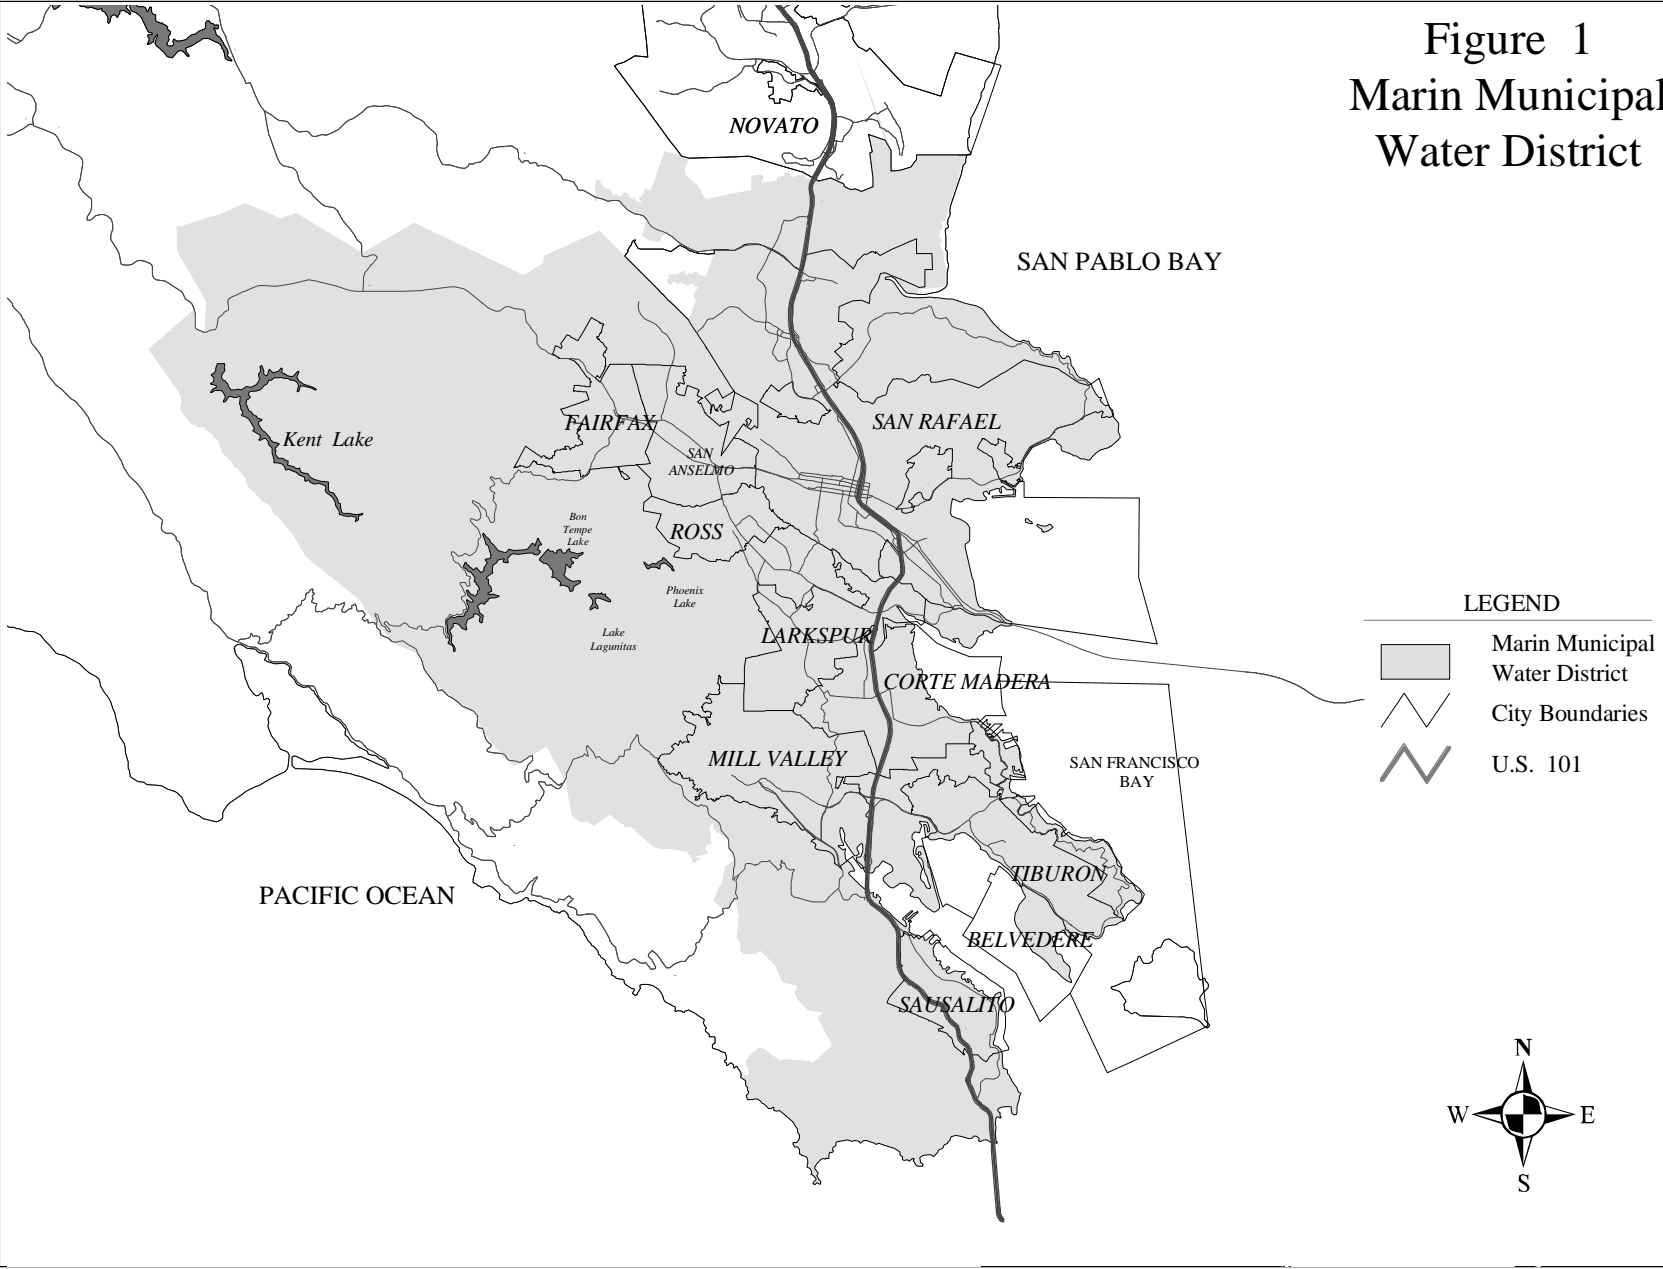 Figure 1
Marin Municipal
Water District
NOVATO
SAN PABLO BAY
Kent Lake
FAIRFAX
SAN RAFAEL
SAN
ANSELMO
Bon
Tempe
Lake
ROSS
Phoenix
Lake
Lake
Lagunitas
LARKSPUR
CORTE MADERA
MILL VALLEY
SAN FRANCISCO
BAY
TIBURON
PACIFIC OCEAN
BELVEDERE
SAUSALITO
LEGEND
Marin Municipal
Water District
City Boundaries
U.S. 101
N
W
E
S